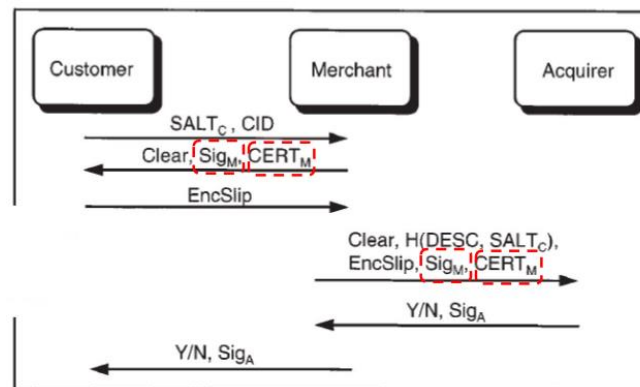 Customer
Merchant
Acquirer
SALTC, CID
Clear, SigM, CERTM
EncSlip
Clear, H(DESC, SALTC),
EncSlip, SigM, CERTM
Y/N, SigA
Y/N, SigA